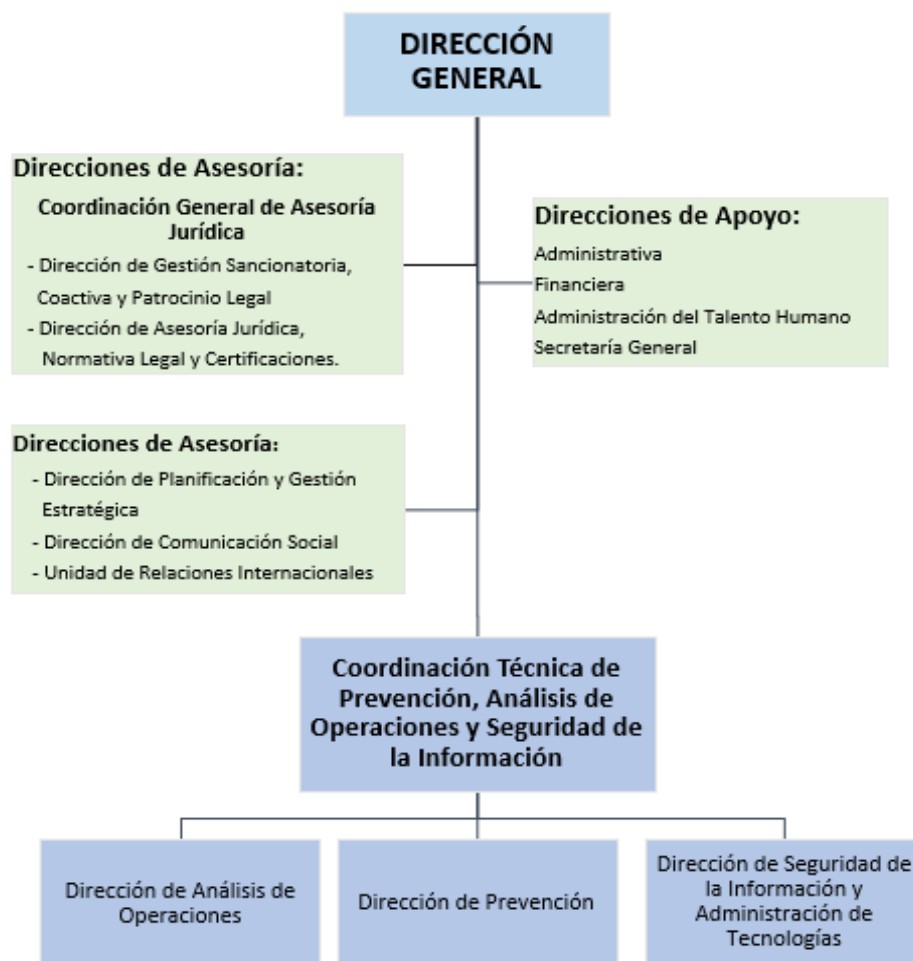 DIRECCIÓN
GENERAL
Direcciones de Asesoría:
Coordinación General de Asesoría
Jurídica
- Dirección de Gestión Sancionatoria,
Coactiva y Patrocinio Legal
- Dirección de Asesoría Jurídica,
Normativa Legal y Certificaciones.
Direcciones de Apoyo:
Administrativa
Financiera
Administración del Talento Humano
Secretaría General
Direcciones de Asesoría:
- Dirección de Planificación y Gestión
Estratégica
- Dirección de Comunicación Social
- Unidad de Relaciones Internacionales
Coordinación Técnica de
Prevención, Análisis de
Operaciones y Seguridad de
la Información
Dirección de Análisis de
Operaciones
Dirección de Prevención
Dirección de Seguridad de
la Información y
Administración de
Tecnologías